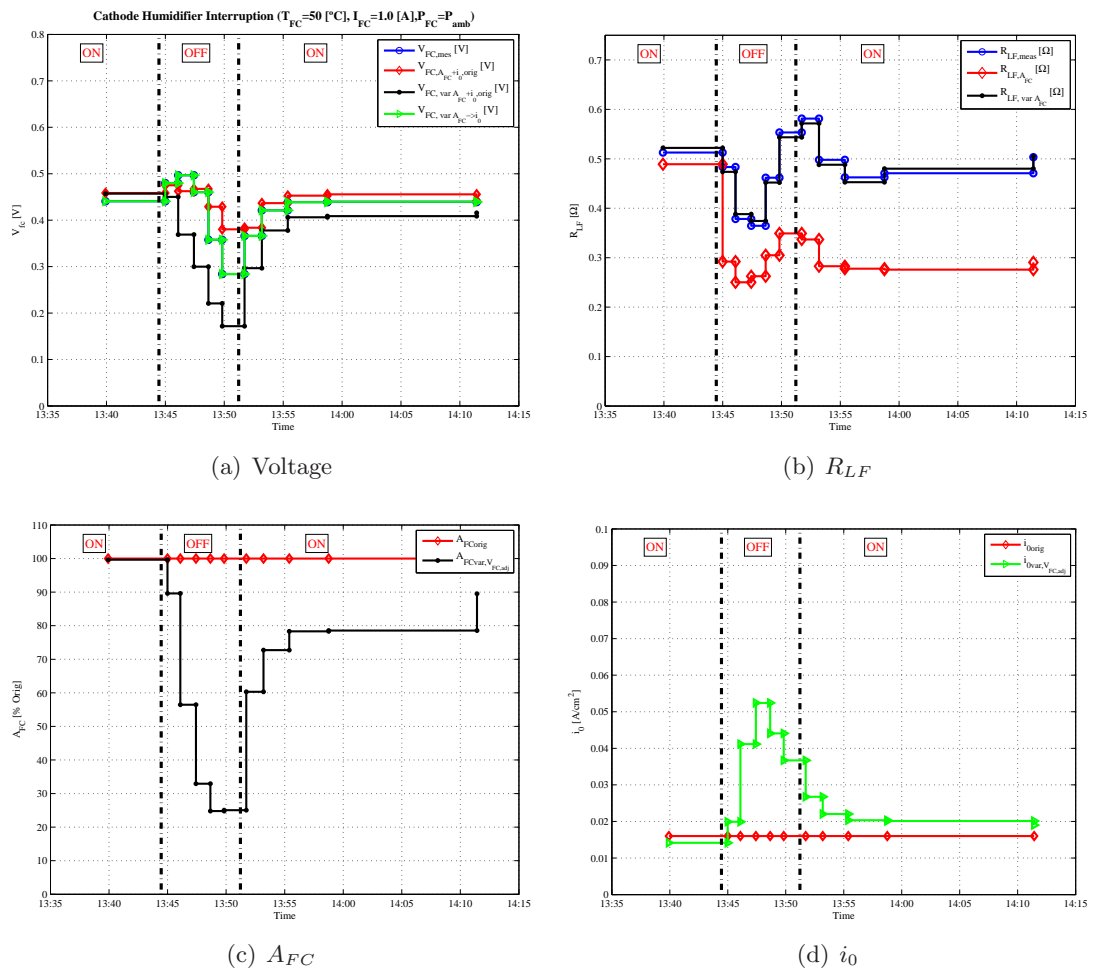 Cathode Humidifier Interruption (T_FC=50 [ºC], I_FC=1.0 [A],P_FC=P_amb)
ON
OFF
ON
V_FC,mes [V]
V_FC,A_FC+i_0,orig [V]
V_FC, var A_FC+i_0,orig [V]
V_FC, var A_FC->i_0 [V]
0.8
0.7
0.6
0.5
0.4
0.3
0.2
0.1
0
V_fc [V]
13:35 13:40 13:45 13:50 13:55 14:00 14:05 14:10 14:15
Time
(a) Voltage
ON
OFF
ON
R_LF,meas [Ω]
R_LF,A_FC [Ω]
R_LF, var A_FC [Ω]
0.7
0.6
0.5
0.4
0.3
0.2
0.1
0
R_LF [Ω]
13:35 13:40 13:45 13:50 13:55 14:00 14:05 14:10 14:15
Time
(b) R_LF
ON
OFF
ON
A_FCorig
A_FCvar,V_FC,adj
110
100
90
80
70
60
50
40
30
20
10
0
A_FC [% Orig]
13:35 13:40 13:45 13:50 13:55 14:00 14:05 14:10 14:15
Time
(c) A_FC
ON
OFF
ON
i_0orig
i_0var,V_FC,adj
0.1
0.09
0.08
0.07
0.06
0.05
0.04
0.03
0.02
0.01
0
i_0 [A/cm²]
13:35 13:40 13:45 13:50 13:55 14:00 14:05 14:10 14:15
Time
(d) i_0